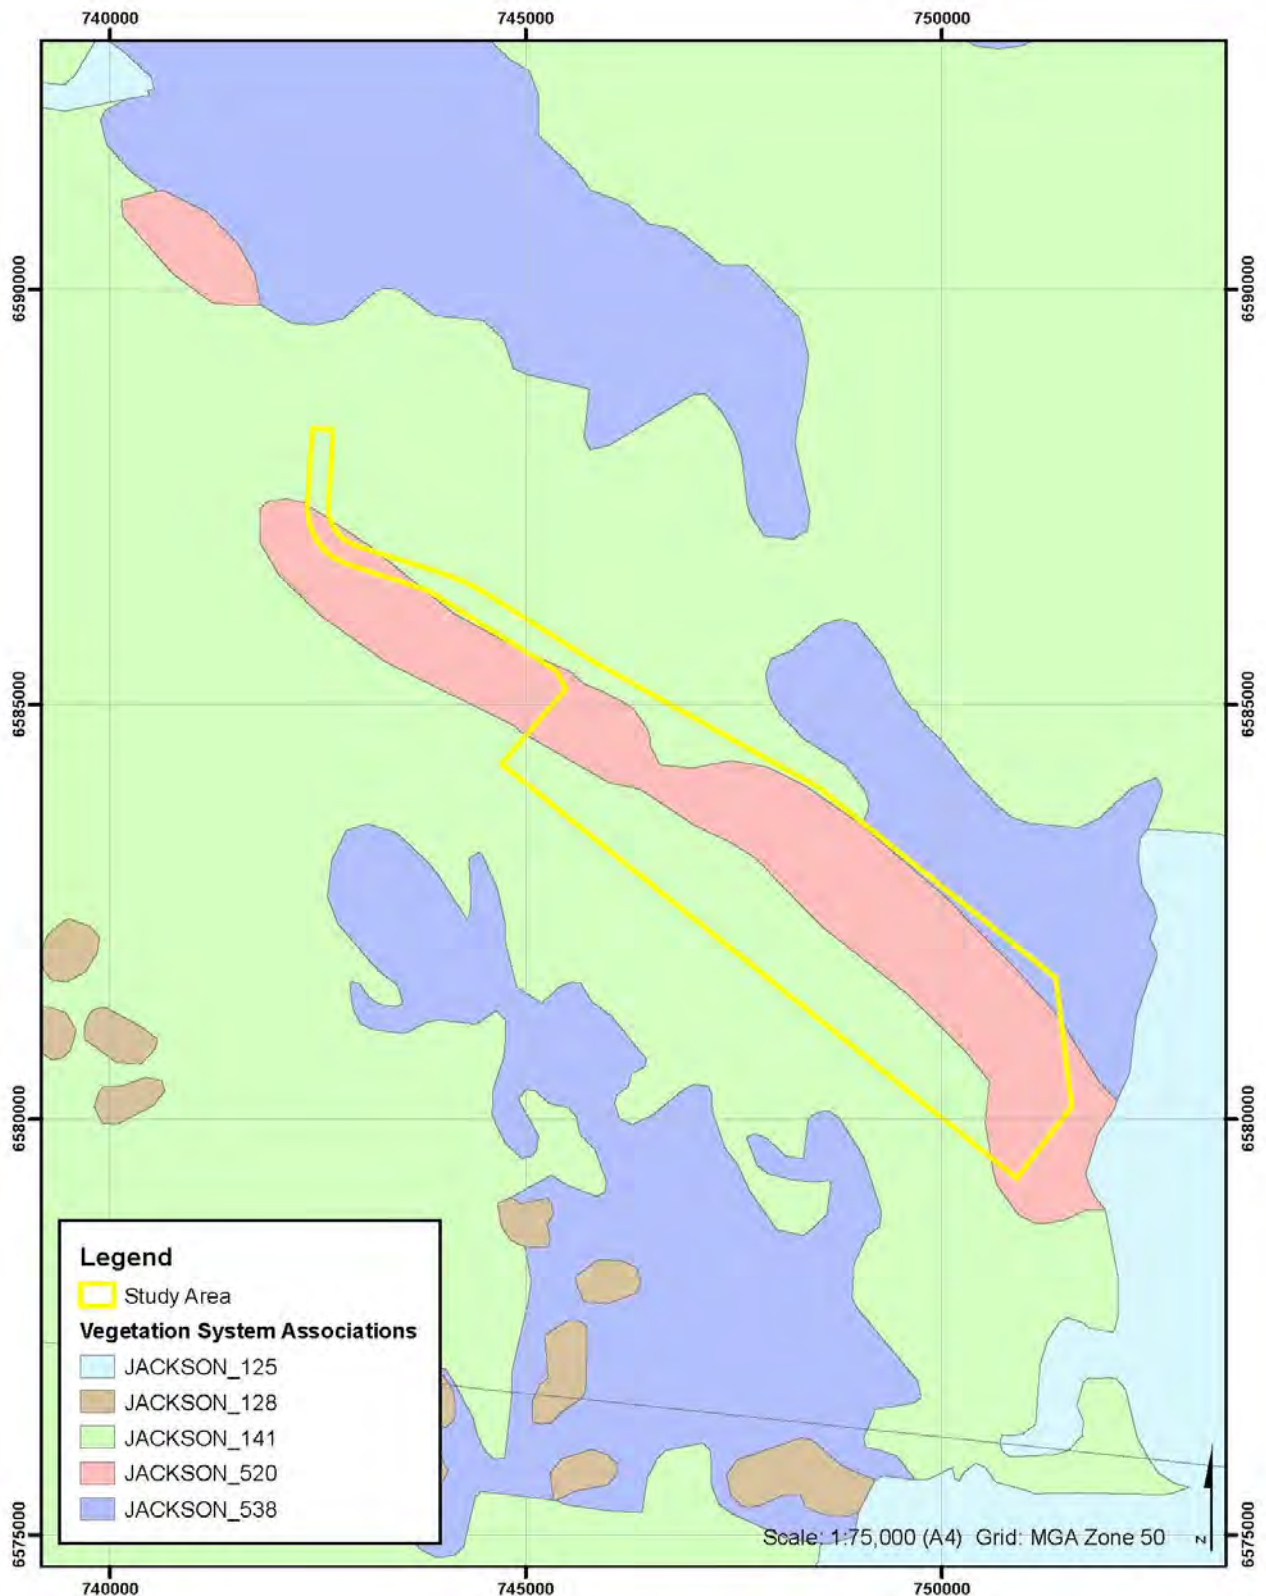 740000 745000 750000
6590000 6590000
6585000 6585000
6580000 6580000
Legend
Study Area
Vegetation System Associations
JACKSON_125
JACKSON_128
JACKSON_141
JACKSON_520
JACKSON_538
Scale: 1:75,000 (A4) Grid: MGA Zone 50
N
6575000 6575000
740000 745000 750000